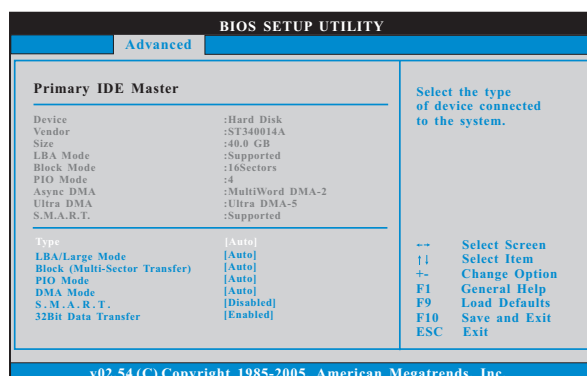 BIOS SETUP UTILITY
Advanced
Primary IDE Master
Device :Hard Disk
Vendor :ST340014A
Size :40.0 GB
LBA Mode :Supported
Block Mode :16Sectors
PIO Mode :4
Async DMA :MultiWord DMA-2
Ultra DMA :Ultra DMA-5
S.M.A.R.T. :Supported
Type [Auto]
LBA/Large Mode [Auto]
Block (Multi-Sector Transfer) [Auto]
PIO Mode [Auto]
DMA Mode [Auto]
S.M.A.R.T. [Disabled]
32Bit Data Transfer [Enabled]
Select the type
of device connected
to the system.
←→ Select Screen
↑↓ Select Item
+- Change Option
F1 General Help
F9 Load Defaults
F10 Save and Exit
ESC Exit
v02.54 (C) Copyright 1985-2005, American Megatrends, Inc.